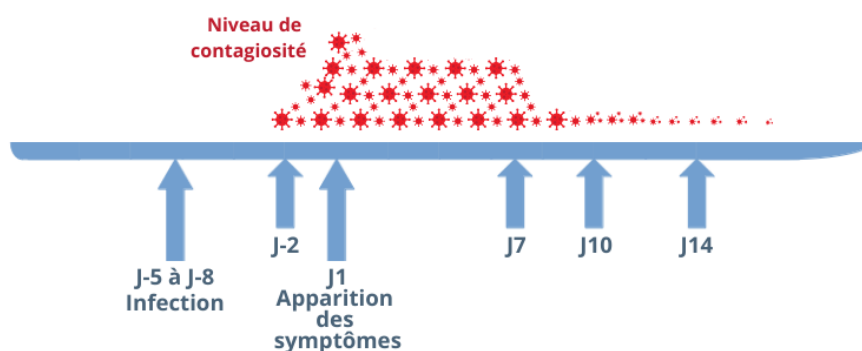 Niveau de
contagiosité
J-5 à J-8
Infection
J-2
J1
Apparition
des
symptômes
J7
J10
J14